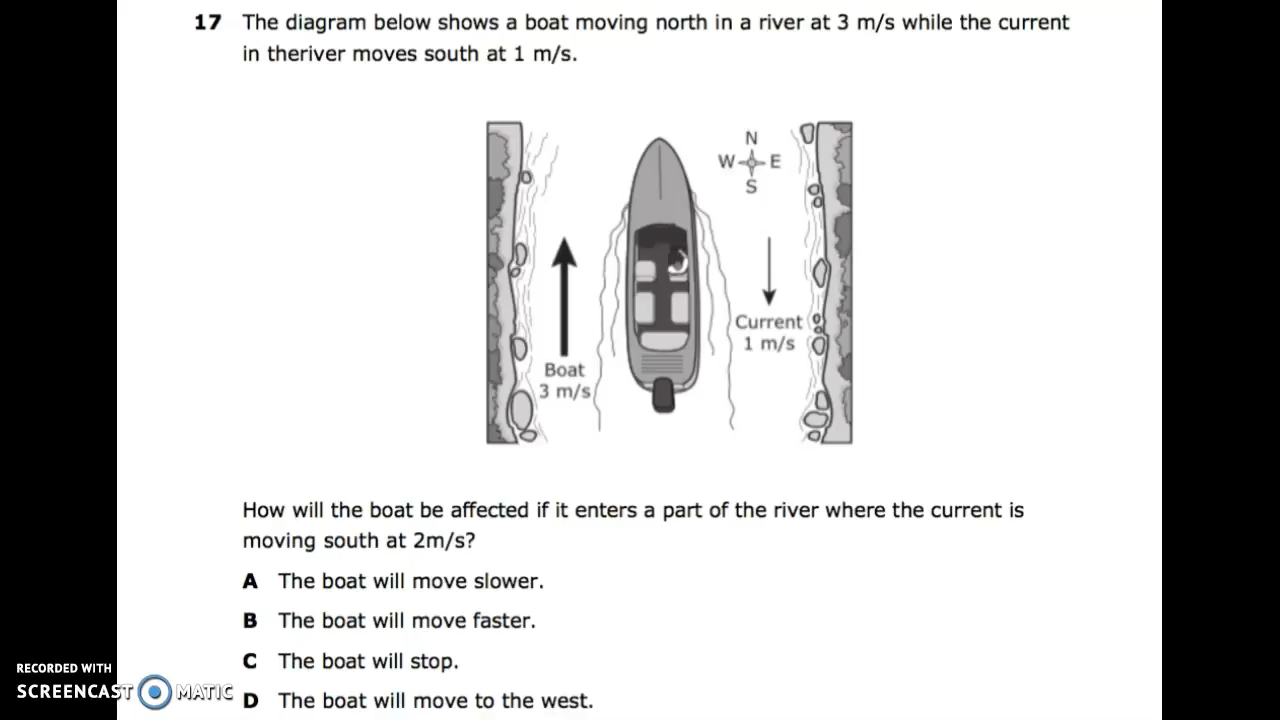 17 The diagram below shows a boat moving north in a river at 3 m/s while the current
in theriver moves south at 1 m/s.
N
W E
S
Current
1 m/s
Boat
3 m/s
How will the boat be affected if it enters a part of the river where the current is
moving south at 2m/s?
A The boat will move slower.
B The boat will move faster.
C The boat will stop.
D The boat will move to the west.
RECORDED WITH
SCREENCAST MATIC